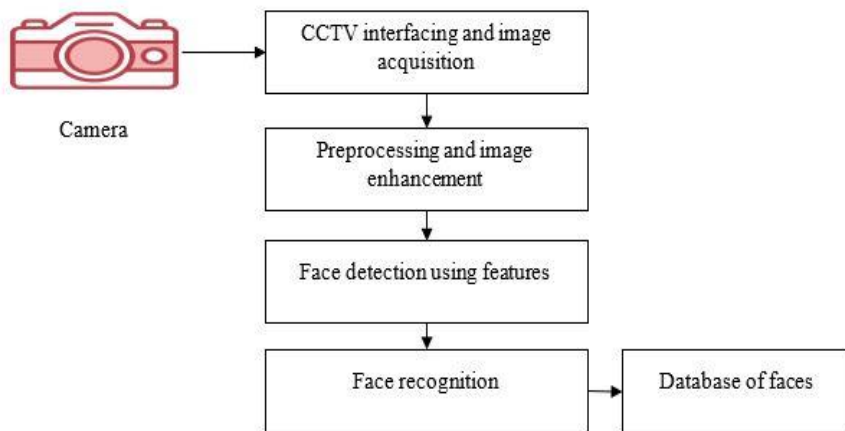 CCTV interfacing and image
acquisition
Camera
Preprocessing and image
enhancement
Face detection using features
Face recognition
Database of faces